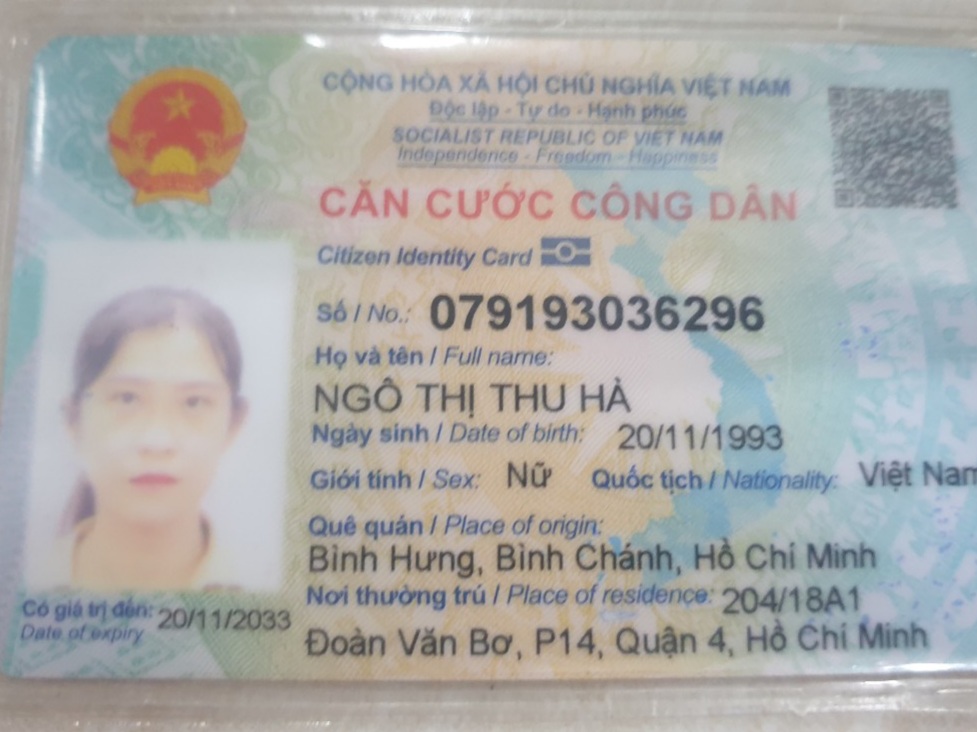 CỘNG HÒA XÃ HỘI CHỦ NGHĨA VIỆT NAM
Độc lập - Tự do - Hạnh phúc
SOCIALIST REPUBLIC OF VIET NAM
Independence - Freedom - Happiness
CĂN CƯỚC CÔNG DÂN
Citizen Identity Card
Số / No.: 079193036296
Họ và tên / Full name:
NGÔ THỊ THU HÀ
Ngày sinh / Date of birth: 20/11/1993
Giới tính / Sex: Nữ Quốc tịch / Nationality: Việt Nam
Quê quán / Place of origin:
Bình Hưng, Bình Chánh, Hồ Chí Minh
Nơi thường trú / Place of residence: 204/18A1
Đoàn Văn Bơ, P14, Quận 4, Hồ Chí Minh
Có giá trị đến: 20/11/2033
Date of expiry